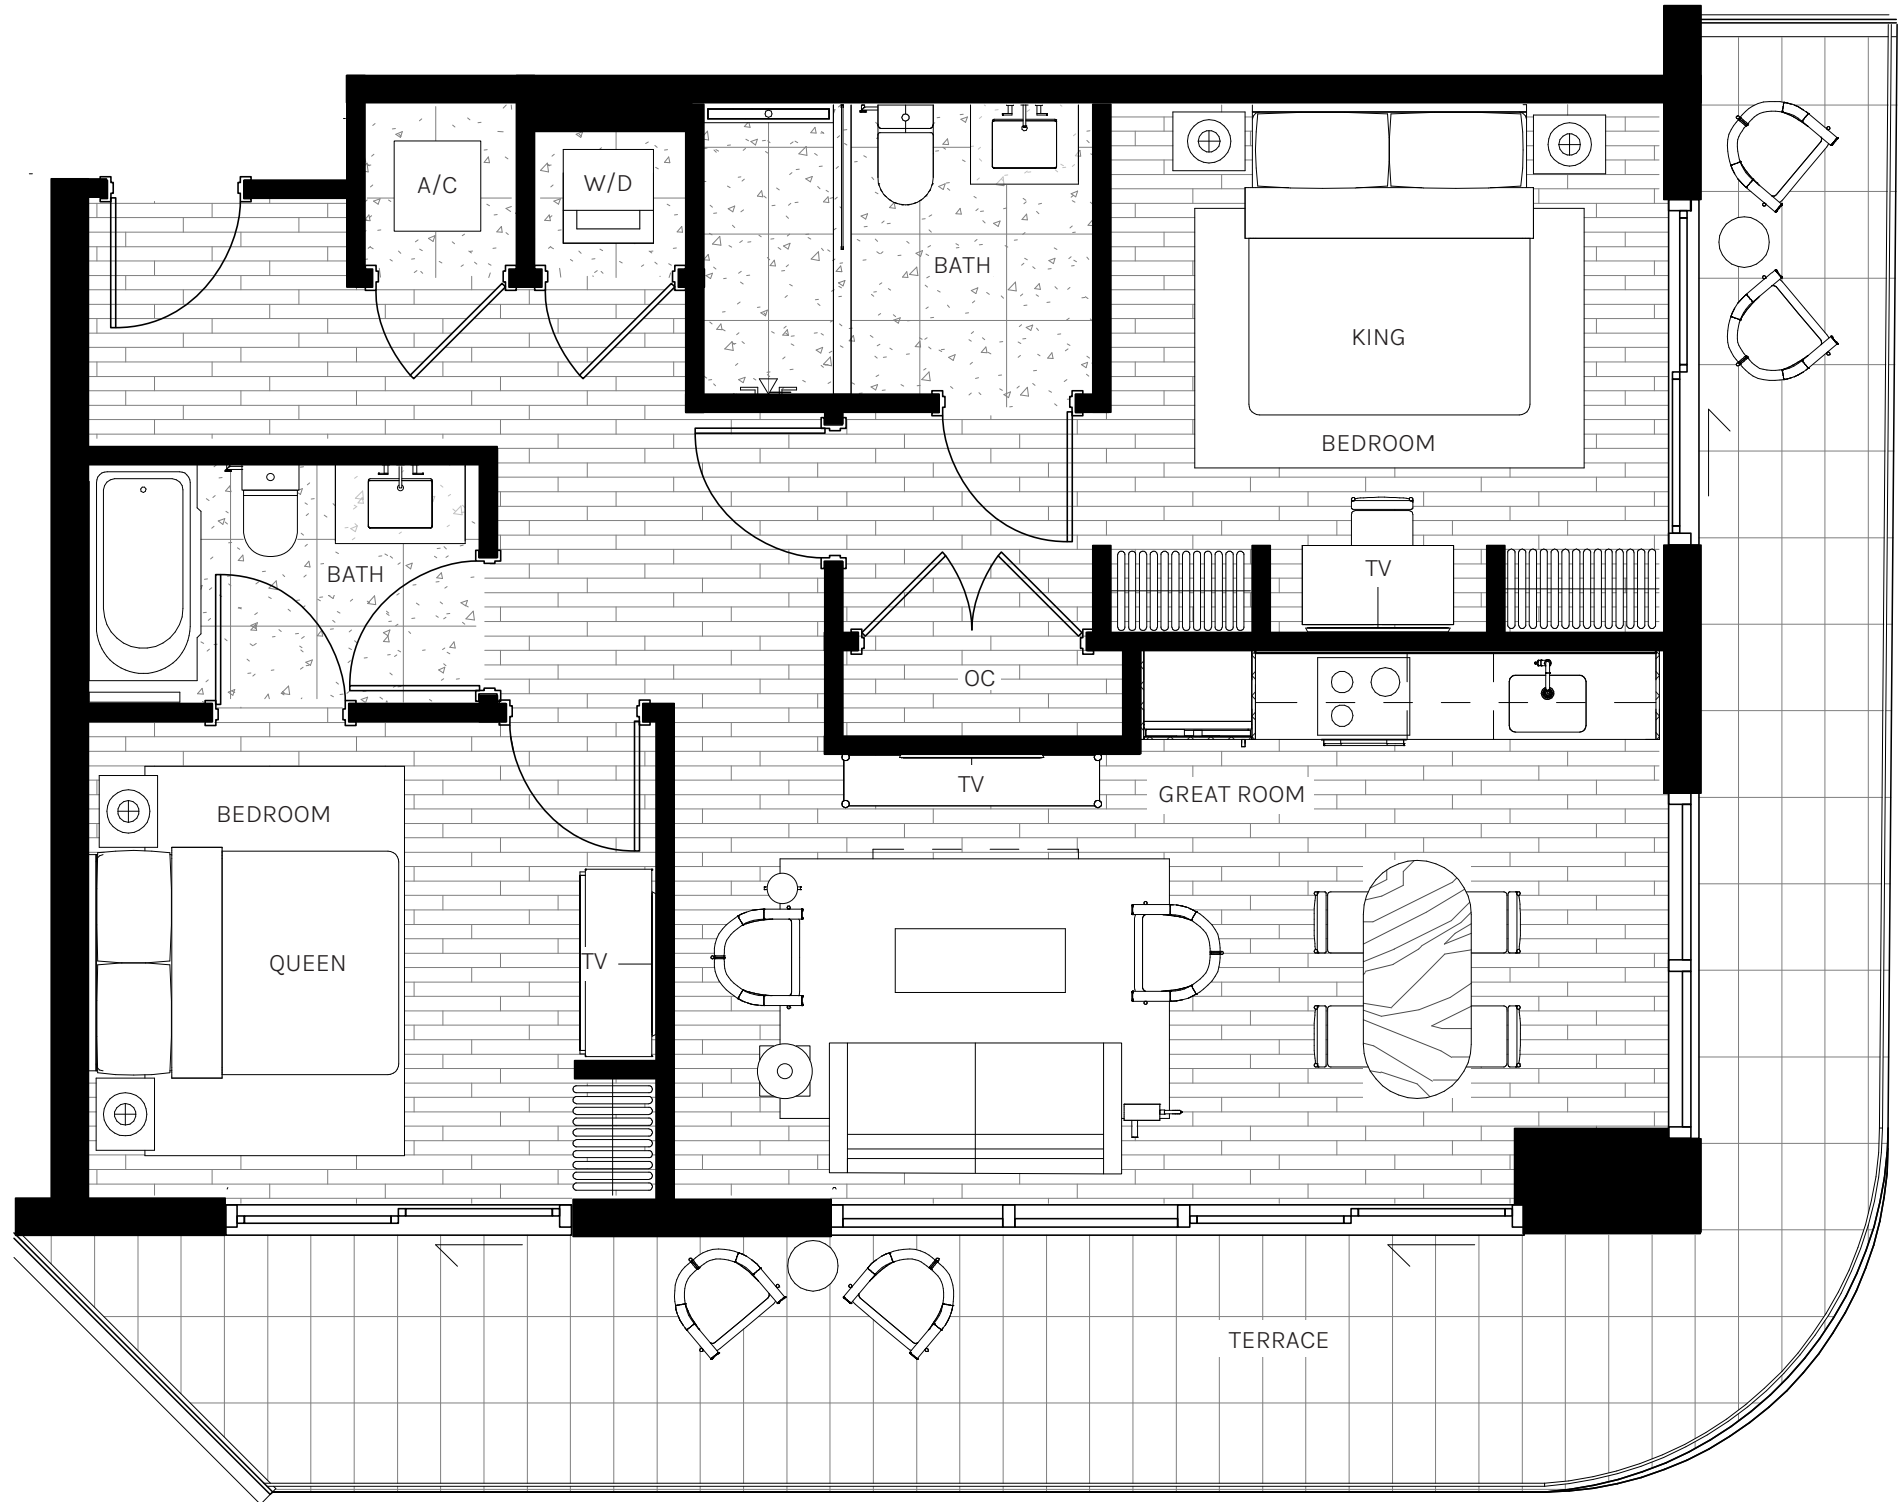 A/C
W/D
BATH
KING
BEDROOM
BATH
TV
OC
TV
GREAT ROOM
BEDROOM
QUEEN
TV
TERRACE